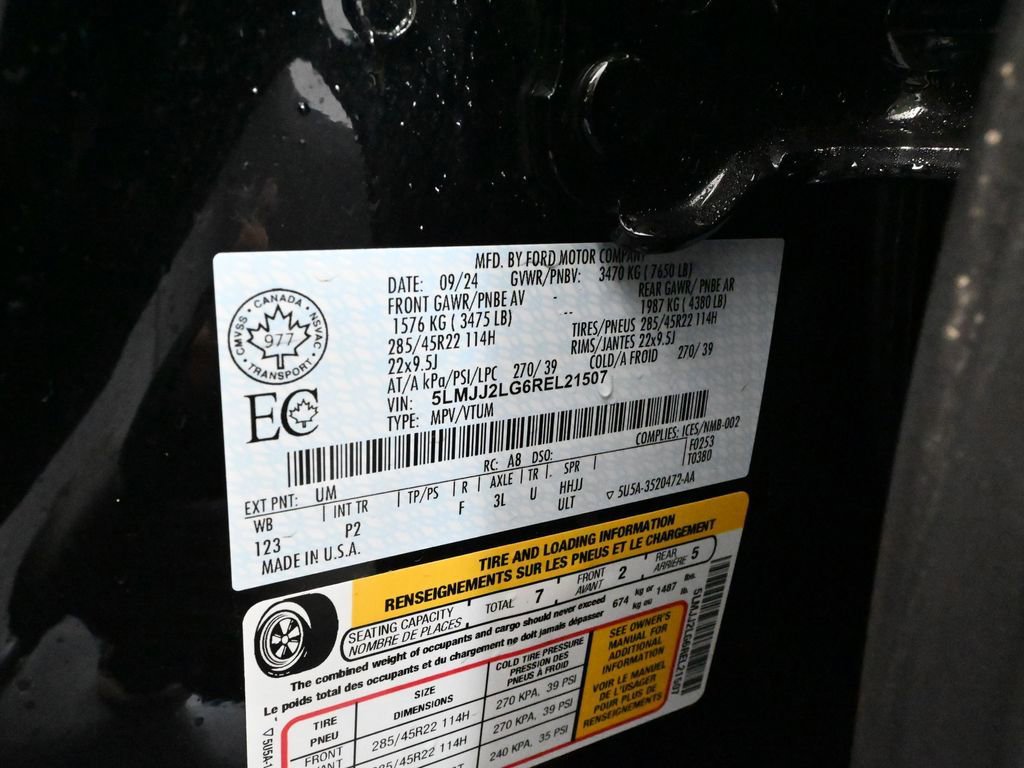 MFD. BY FORD MOTOR COMPANY
DATE: 09/24 GVWR/PNBV: 3470 KG ( 7650 LB)
FRONT GAWR/PNBE AV REAR GAWR/ PNBE AR
1576 KG ( 3475 LB) 1987 KG ( 4380 LB)
285/45R22 114H TIRES/PNEUS 285/45R22 114H
22x9.5J RIMS/JANTES 22x9.5J
AT/A kPa/PSI/LPC 270/ 39 COLD/A FROID 270/ 39
VIN: 5LMJJ2LG6REL21507
TYPE: MPV/VTUM
CANADA
CMVSS NSVAC
977
TRANSPORT
EC
COMPLIES: ICES/NMB-002
F0253
T0380
RC: A8 DSO:
EXT PNT: UM | INT TR | TP/PS | R | AXLE | TR | SPR |
WB P2 F 3L U HHJJ
123 ULT
5U5A-3520472-AA
MADE IN U.S.A.
TIRE AND LOADING INFORMATION
RENSEIGNEMENTS SUR LES PNEUS ET LE CHARGEMENT
SEATING CAPACITY TOTAL 7 FRONT 2 REAR 5
NOMBRE DE PLACES AVANT ARRIÈRE
The combined weight of occupants and cargo should never exceed 674 kg or 1487 lbs.
Le poids total des occupants et du chargement ne doit jamais dépasser kg ou lb.
TIRE SIZE COLD TIRE PRESSURE
PNEU DIMENSIONS PRESSION DES PNEUS À FROID
FRONT 285/45R22 114H 270 KPA, 39 PSI
285/45R22 114H 270 KPA, 39 PSI
240 KPA, 35 PSI
SEE OWNER'S
MANUAL FOR
ADDITIONAL
INFORMATION
VOIR LE MANUEL
DE L'USAGER
POUR PLUS DE
RENSEIGNEMENTS
5LMJJ2LG6REL21507
5U5A-